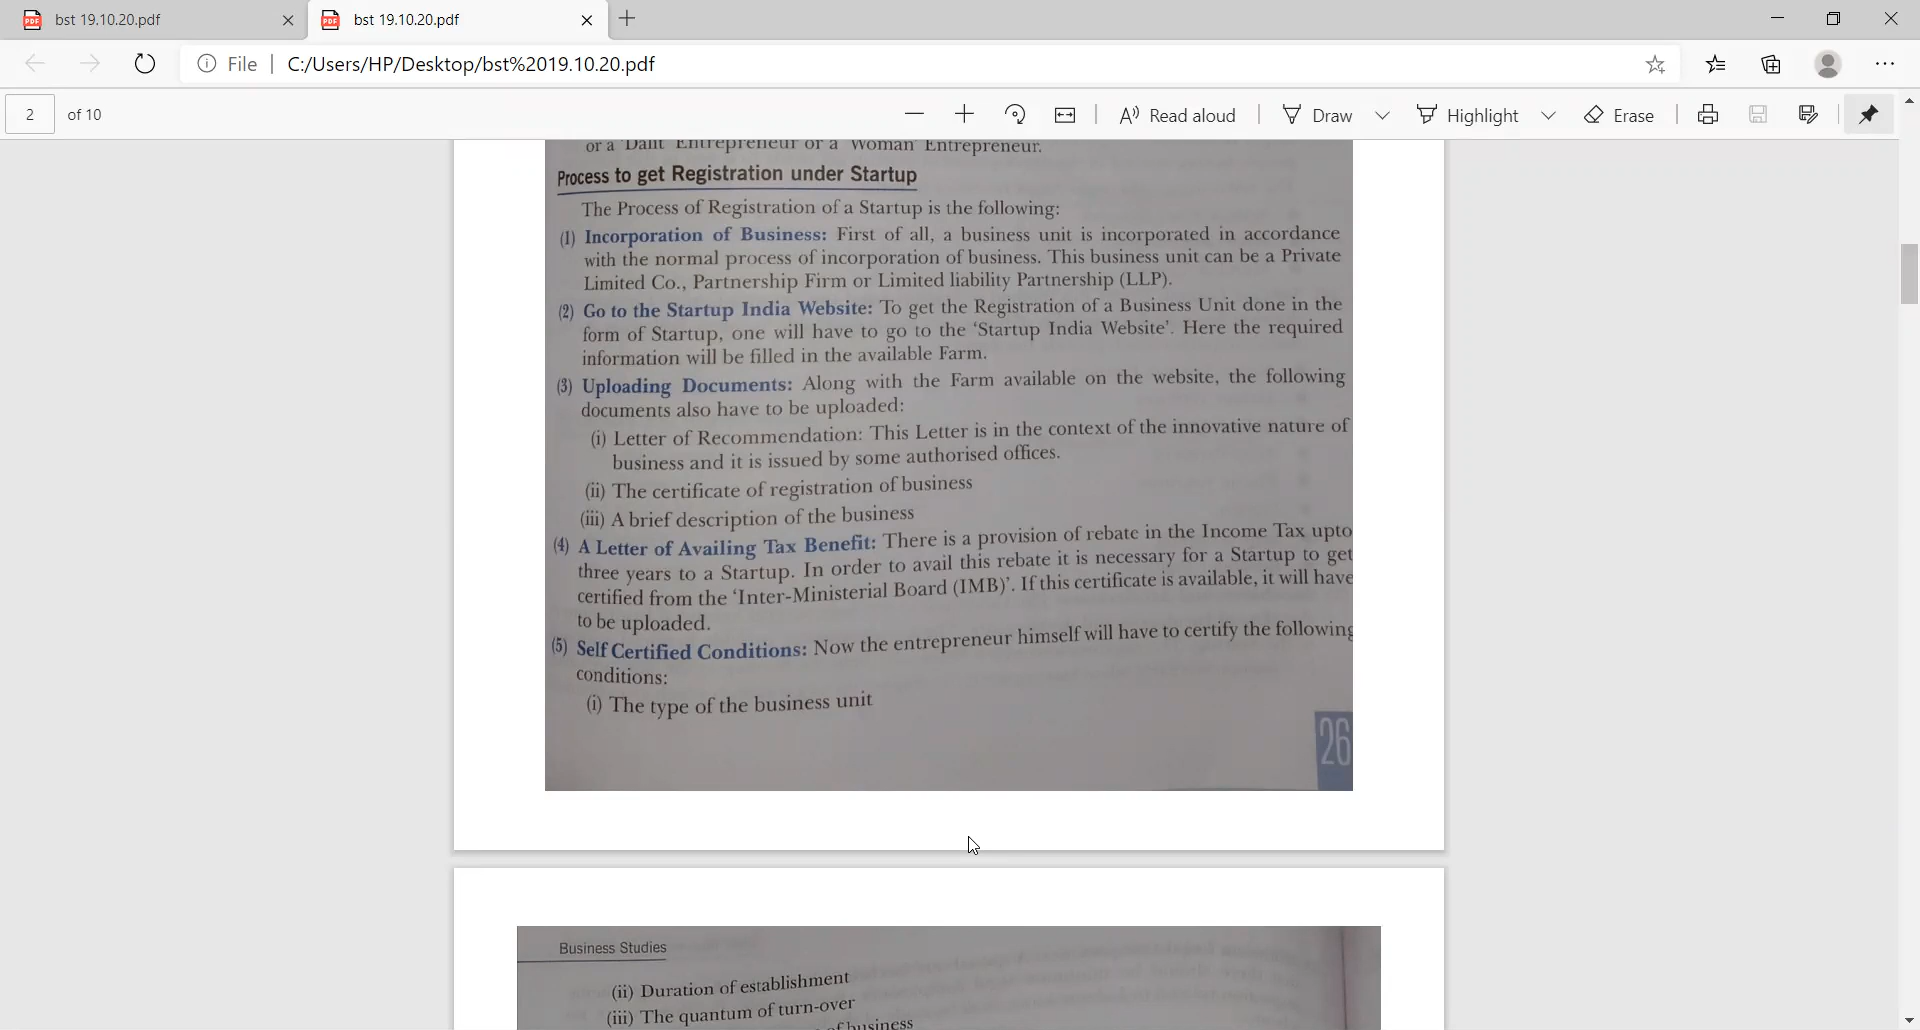 bst 19.10.20.pdf
bst 19.10.20.pdf
File
C:/Users/HP/Desktop/bst%2019.10.20.pdf
2 of 10
Read aloud
Draw
Highlight
Erase
or a 'Dalit' Entrepreneur or a 'Woman' Entrepreneur.
Process to get Registration under Startup
The Process of Registration of a Startup is the following:
(1) Incorporation of Business: First of all, a business unit is incorporated in accordance
with the normal process of incorporation of business. This business unit can be a Private
Limited Co., Partnership Firm or Limited liability Partnership (LLP).
(2) Go to the Startup India Website: To get the Registration of a Business Unit done in the
form of Startup, one will have to go to the 'Startup India Website'. Here the required
information will be filled in the available Farm.
(3) Uploading Documents: Along with the Farm available on the website, the following
documents also have to be uploaded:
(i) Letter of Recommendation: This Letter is in the context of the innovative nature of
business and it is issued by some authorised offices.
(ii) The certificate of registration of business
(iii) A brief description of the business
(4) A Letter of Availing Tax Benefit: There is a provision of rebate in the Income Tax upto
three years to a Startup. In order to avail this rebate it is necessary for a Startup to get
certified from the 'Inter-Ministerial Board (IMB)'. If this certificate is available, it will have
to be uploaded.
(5) Self Certified Conditions: Now the entrepreneur himself will have to certify the following
conditions:
(i) The type of the business unit
26
Business Studies
(ii) Duration of establishment
(iii) The quantum of turn-over
of business